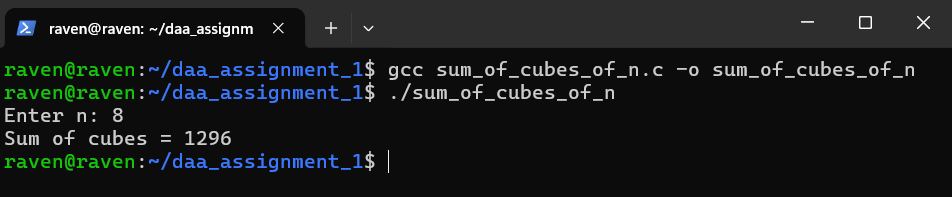 raven@raven: ~/daa_assignm
raven@raven:~/daa_assignment_1$ gcc sum_of_cubes_of_n.c -o sum_of_cubes_of_n
raven@raven:~/daa_assignment_1$ ./sum_of_cubes_of_n
Enter n: 8
Sum of cubes = 1296
raven@raven:~/daa_assignment_1$